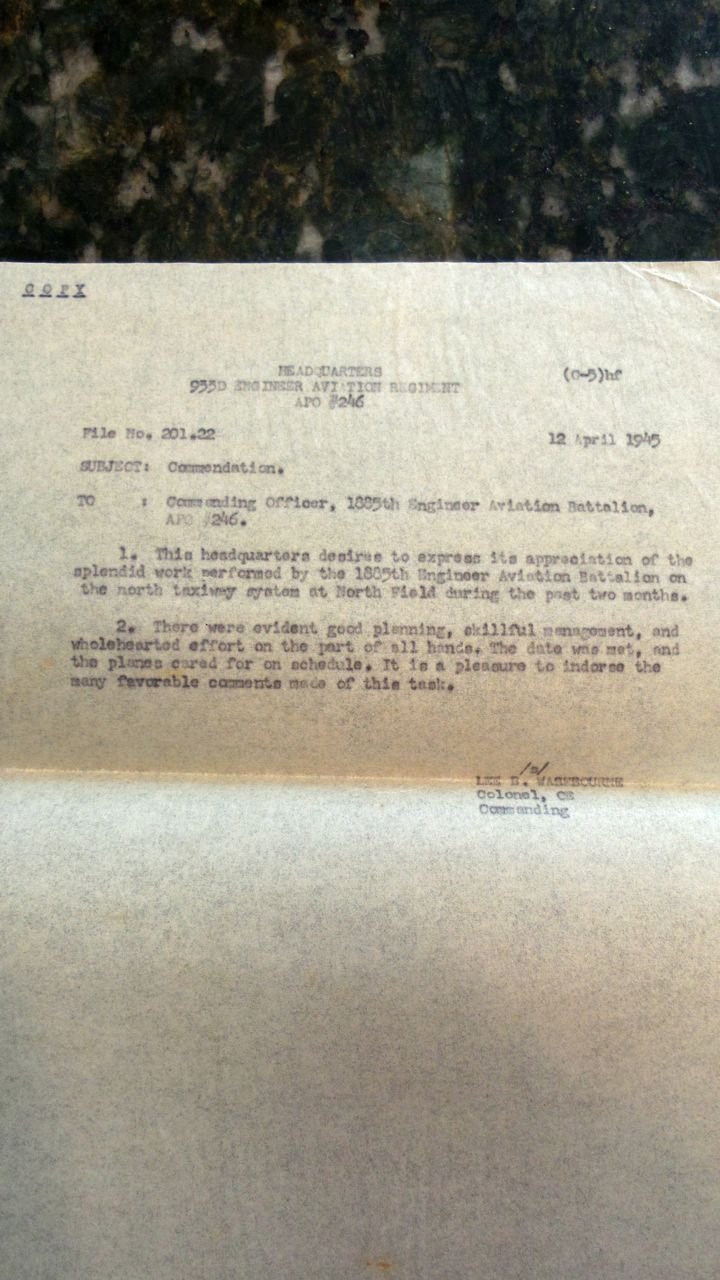 COPY
HEADQUARTERS
933D ENGINEER AVIATION REGIMENT
APO #246
(C-5)hf
File No. 201.22
12 April 1945
SUBJECT: Commendation.
TO : Commanding Officer, 1885th Engineer Aviation Battalion,
APO #246.
1. This headquarters desires to express its appreciation of the
splendid work performed by the 1885th Engineer Aviation Battalion on
the north taxiway system at North Field during the past two months.
2. There were evident good planning, skillful management, and
wholehearted effort on the part of all hands. The date was met, and
the planes cared for on schedule. It is a pleasure to indorse the
many favorable comments made of this task.
/s/
LEE B. WASHBOURNE
Colonel, CE
Commanding